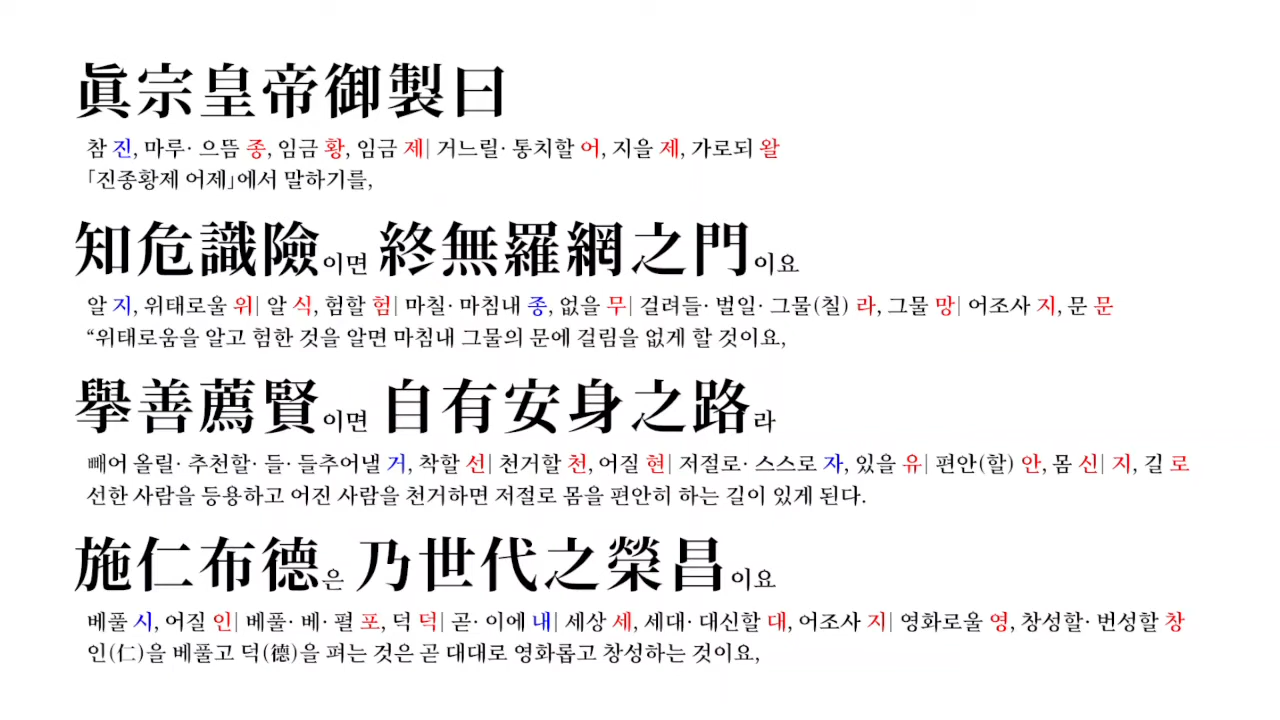 眞宗皇帝御製曰
참 진, 마루· 으뜸 종, 임금 황, 임금 제| 거느릴· 통치할 어, 지을 제, 가로되 왈
「진종황제 어제」에서 말하기를,
知危識險이면 終無羅網之門이요
알 지, 위태로울 위| 알 식, 험할 험| 마칠· 마침내 종, 없을 무| 걸려들· 벌일· 그물(칠) 라, 그물 망| 어조사 지, 문 문
“위태로움을 알고 험한 것을 알면 마침내 그물의 문에 걸림을 없게 할 것이요,
擧善薦賢이면 自有安身之路라
빼어 올릴· 추천할· 들· 들추어낼 거, 착할 선| 천거할 천, 어질 현| 저절로· 스스로 자, 있을 유| 편안(할) 안, 몸 신| 지, 길 로
선한 사람을 등용하고 어진 사람을 천거하면 저절로 몸을 편안히 하는 길이 있게 된다.
施仁布德은 乃世代之榮昌이요
베풀 시, 어질 인| 베풀· 베· 펼 포, 덕 덕| 곧· 이에 내| 세상 세, 세대· 대신할 대, 어조사 지| 영화로울 영, 창성할· 번성할 창
인(仁)을 베풀고 덕(德)을 펴는 것은 곧 대대로 영화롭고 창성하는 것이요,